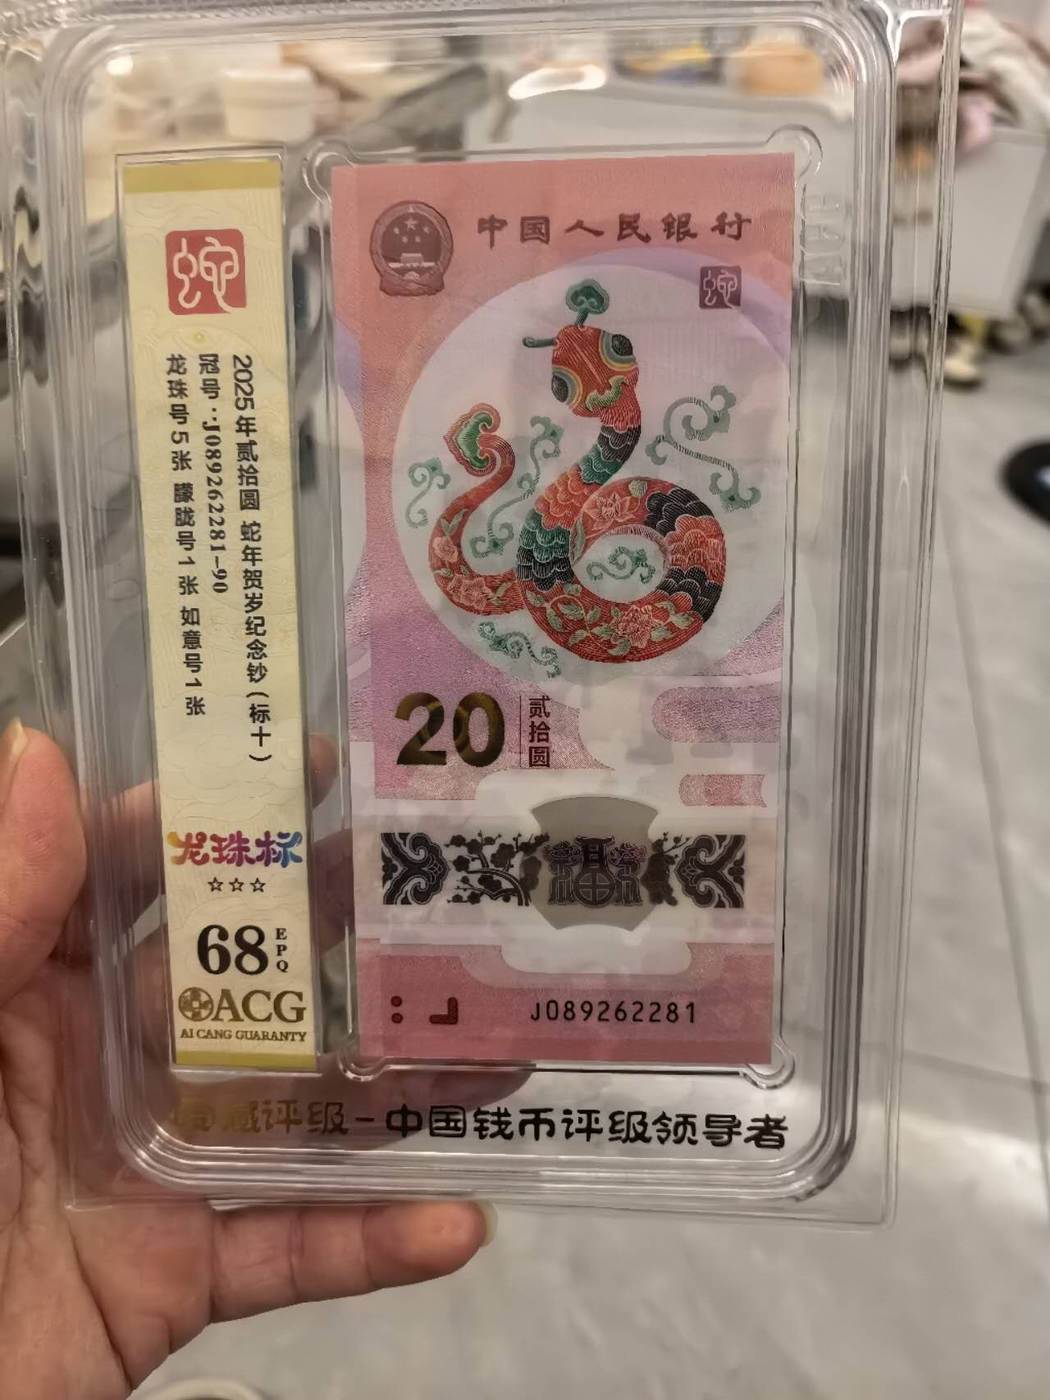 中国人民银行
蛇
20
贰拾圆
J089262281
蛇
2025年贰拾圆 蛇年贺岁纪念钞(标十)
冠号:J089262281-90
龙珠号5张 朦胧号1张 如意号1张
龙珠标
☆☆☆
68 EPQ
ACG
AI CANG GUARANTY
藏评级-中国钱币评级领导者